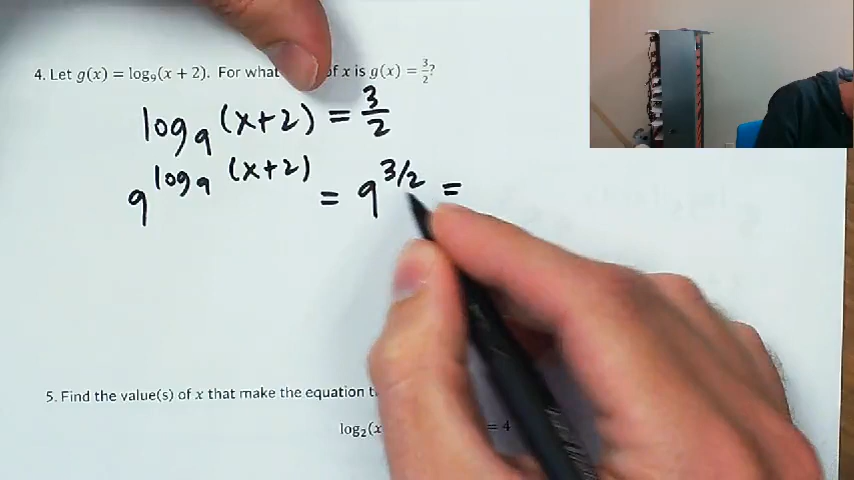 4. Let g(x) = log₉(x + 2). For what of x is g(x) = 3/2?
log₉ (x+2) = 3/2
9^(log₉ (x+2)) = 9^(3/2) =
5. Find the value(s) of x that make the equation
log₂(x = 4